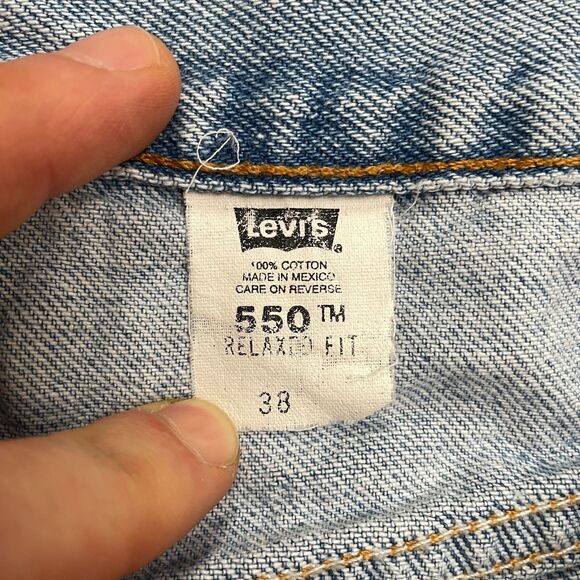 Levi's®
100% COTTON
MADE IN MEXICO
CARE ON REVERSE
550™
RELAXED FIT
38